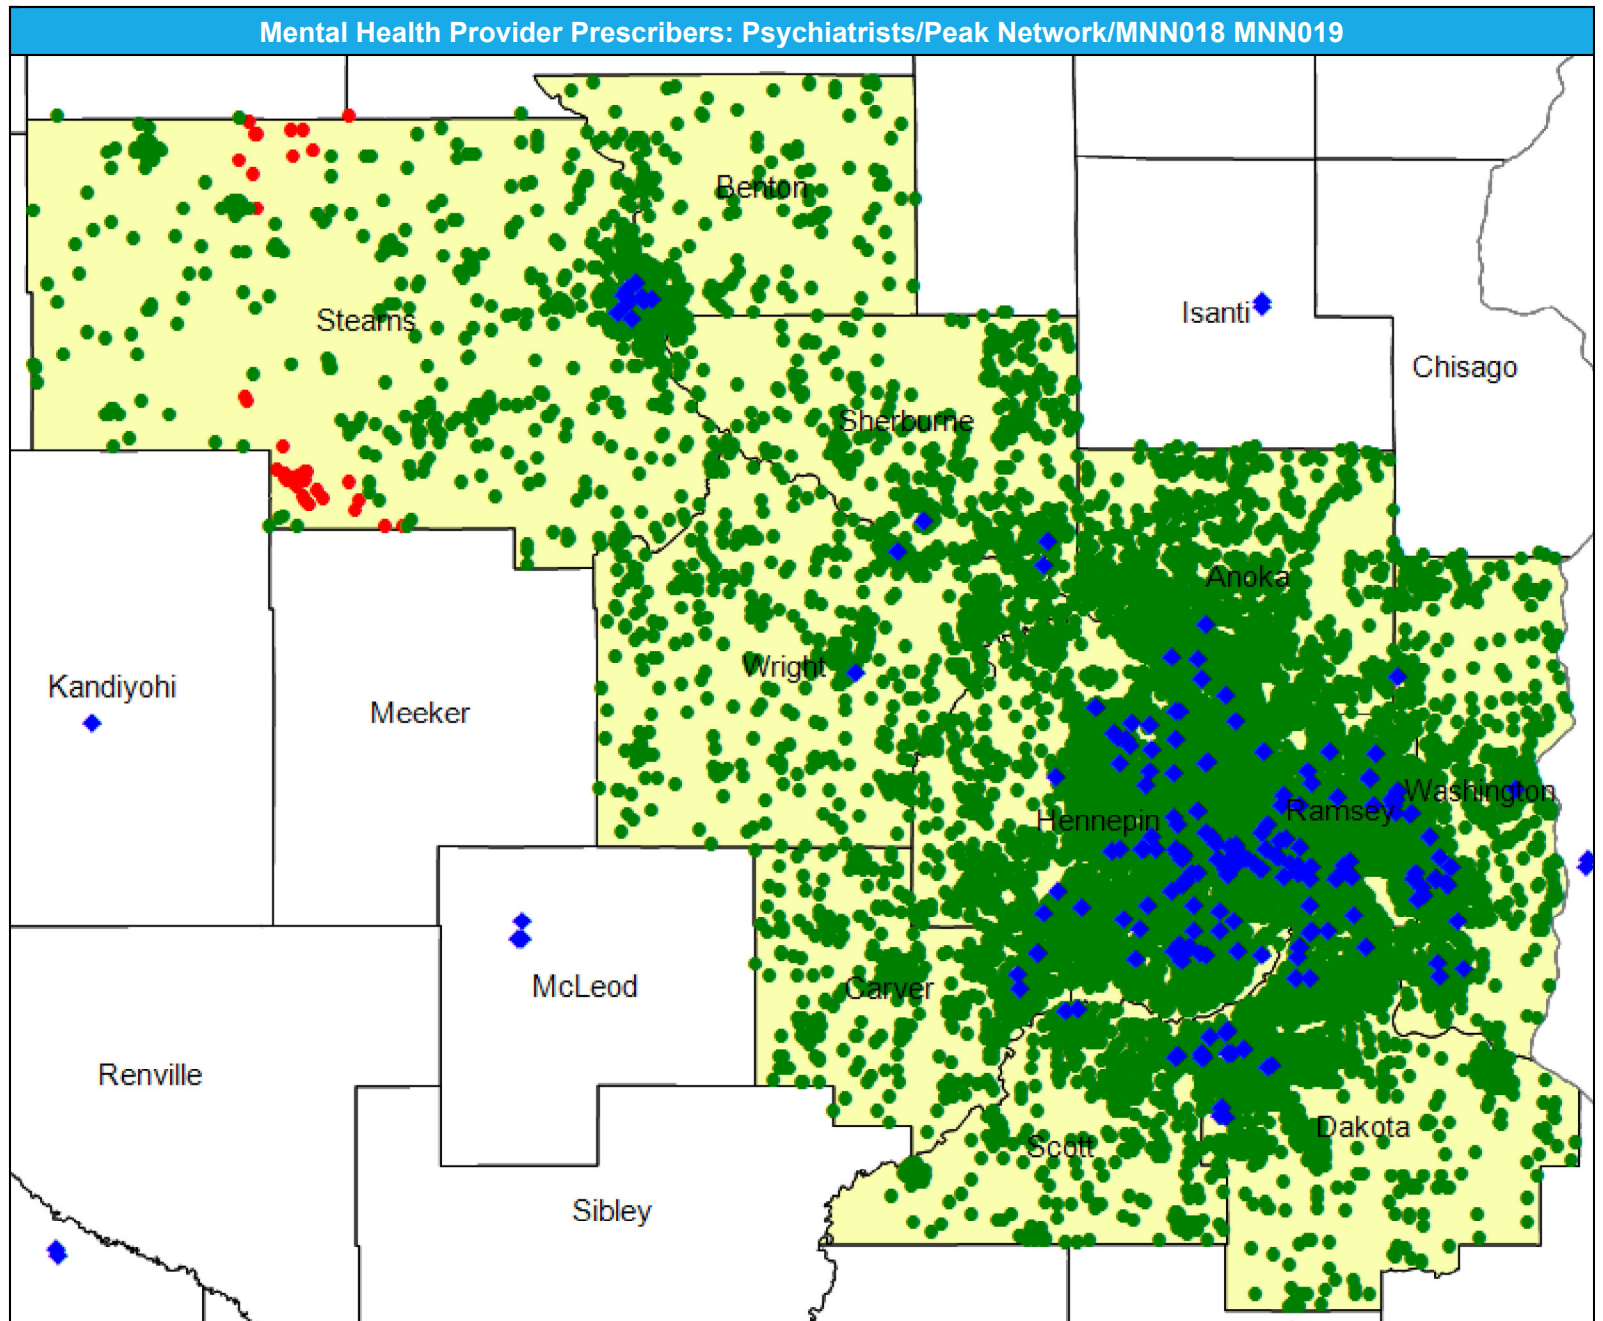 Mental Health Provider Prescribers: Psychiatrists/Peak Network/MNN018 MNN019
Benton
Stearns
Isanti
Chisago
Sherburne
Anoka
Wright
Kandiyohi
Meeker
Washington
Ramsey
Hennepin
McLeod
Carver
Renville
Dakota
Scott
Sibley